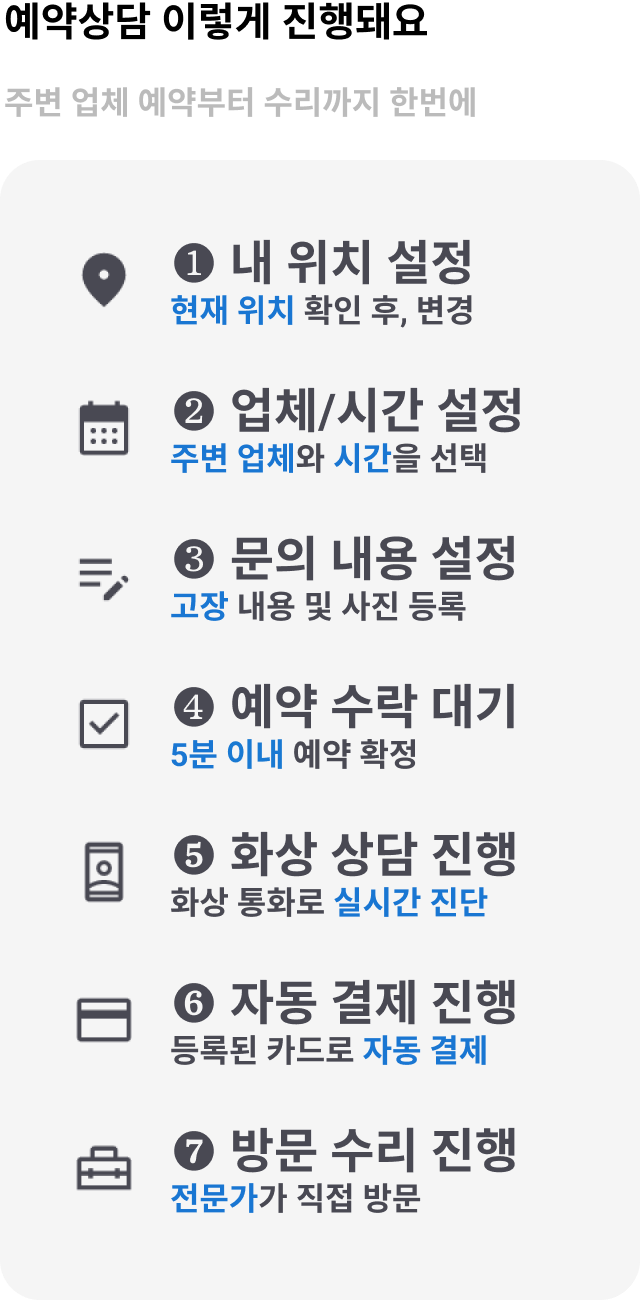 예약상담 이렇게 진행돼요
주변 업체 예약부터 수리까지 한번에
❶ 내 위치 설정
현재 위치 확인 후, 변경
❷ 업체/시간 설정
주변 업체와 시간을 선택
❸ 문의 내용 설정
고장 내용 및 사진 등록
❹ 예약 수락 대기
5분 이내 예약 확정
❺ 화상 상담 진행
화상 통화로 실시간 진단
❻ 자동 결제 진행
등록된 카드로 자동 결제
❼ 방문 수리 진행
전문가가 직접 방문